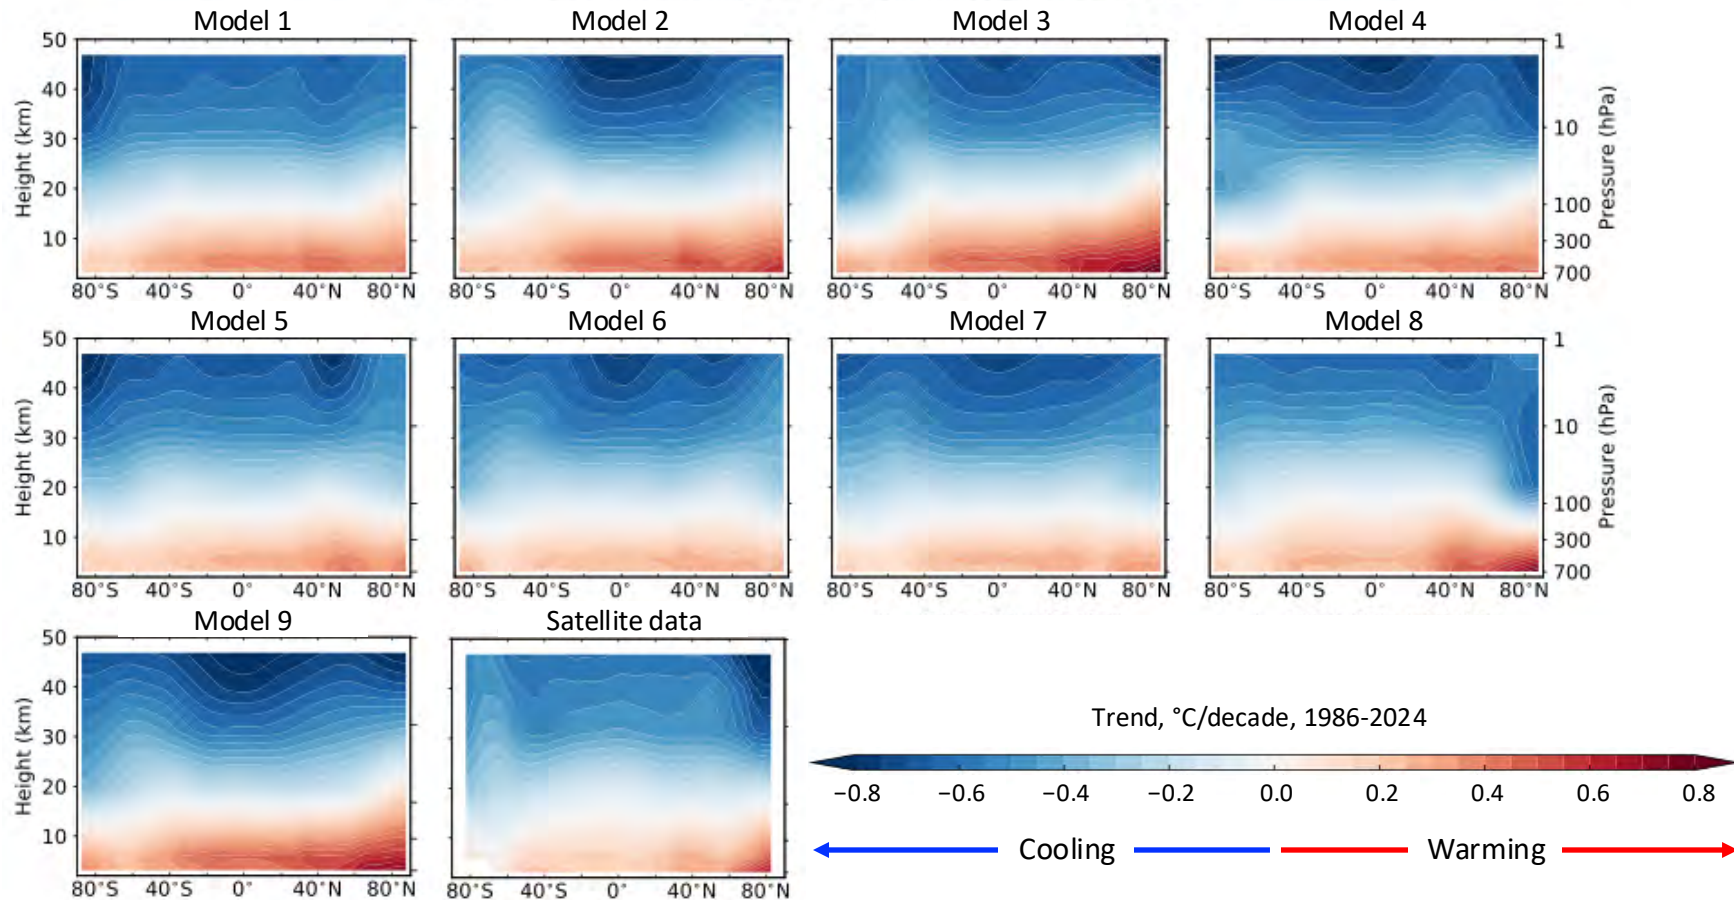 Model 1 Model 2 Model 3 Model 4
50 1
40
30 10
20 100
10 300
700
Height (km) Pressure (hPa)
80°S 40°S 0° 40°N 80°N 80°S 40°S 0° 40°N 80°N 80°S 40°S 0° 40°N 80°N 80°S 40°S 0° 40°N 80°N
Model 5 Model 6 Model 7 Model 8
50 1
40
30 10
20 100
10 300
700
Height (km) Pressure (hPa)
80°S 40°S 0° 40°N 80°N 80°S 40°S 0° 40°N 80°N 80°S 40°S 0° 40°N 80°N 80°S 40°S 0° 40°N 80°N
Model 9 Satellite data
50
40
30
20
10
Height (km)
80°S 40°S 0° 40°N 80°N 80°S 40°S 0° 40°N 80°N
Trend, °C/decade, 1986-2024
−0.8 −0.6 −0.4 −0.2 0.0 0.2 0.4 0.6 0.8
Cooling Warming